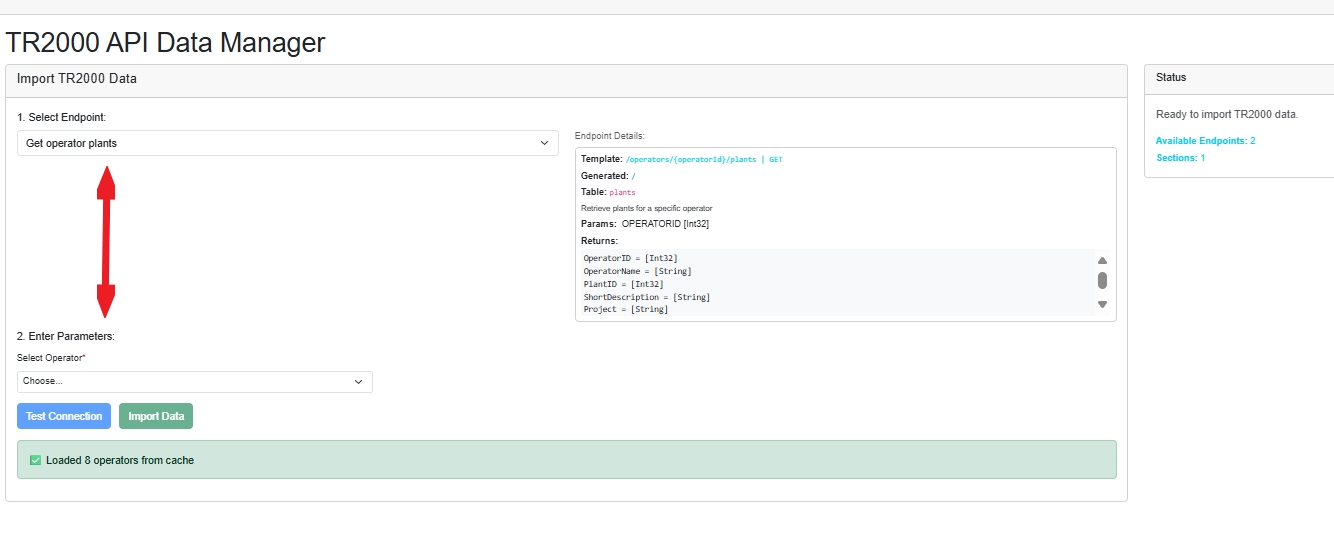 TR2000 API Data Manager
Import TR2000 Data
1. Select Endpoint:
Get operator plants
Endpoint Details:
Template: /operators/{operatorId}/plants | GET
Generated: /
Table: plants
Retrieve plants for a specific operator
Params: OPERATORID [Int32]
Returns:
OperatorID = [Int32]
OperatorName = [String]
PlantID = [Int32]
ShortDescription = [String]
Project = [String]
2. Enter Parameters:
Select Operator*
Choose...
Test Connection
Import Data
✅ Loaded 8 operators from cache
Status
Ready to import TR2000 data.
Available Endpoints: 2
Sections: 1